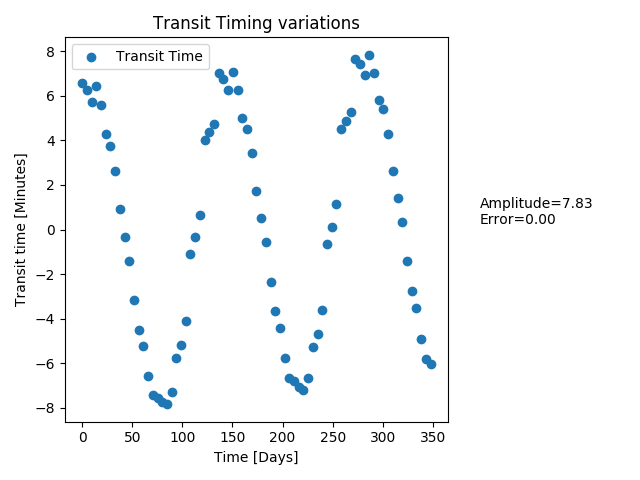 Transit Timing variations
Transit Time
Transit time [Minutes]
8
6
4
2
0
−2
−4
−6
−8
0
50
100
150
200
250
300
350
Time [Days]
Amplitude=7.83
Error=0.00